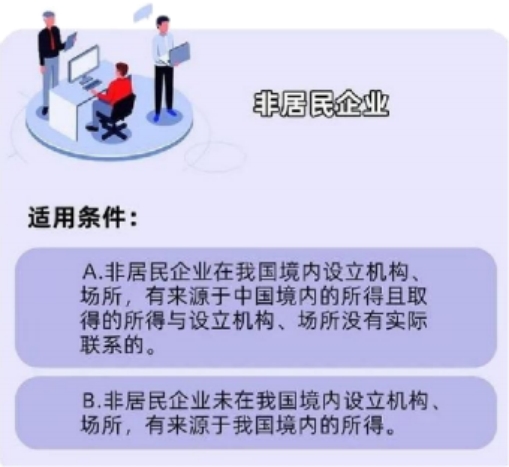 非居民企业
适用条件：
A.非居民企业在我国境内设立机构、
场所，有来源于中国境内的所得且取
得的所得与设立机构、场所没有实际
联系的。
B.非居民企业未在我国境内设立机构、
场所，有来源于我国境内的所得。